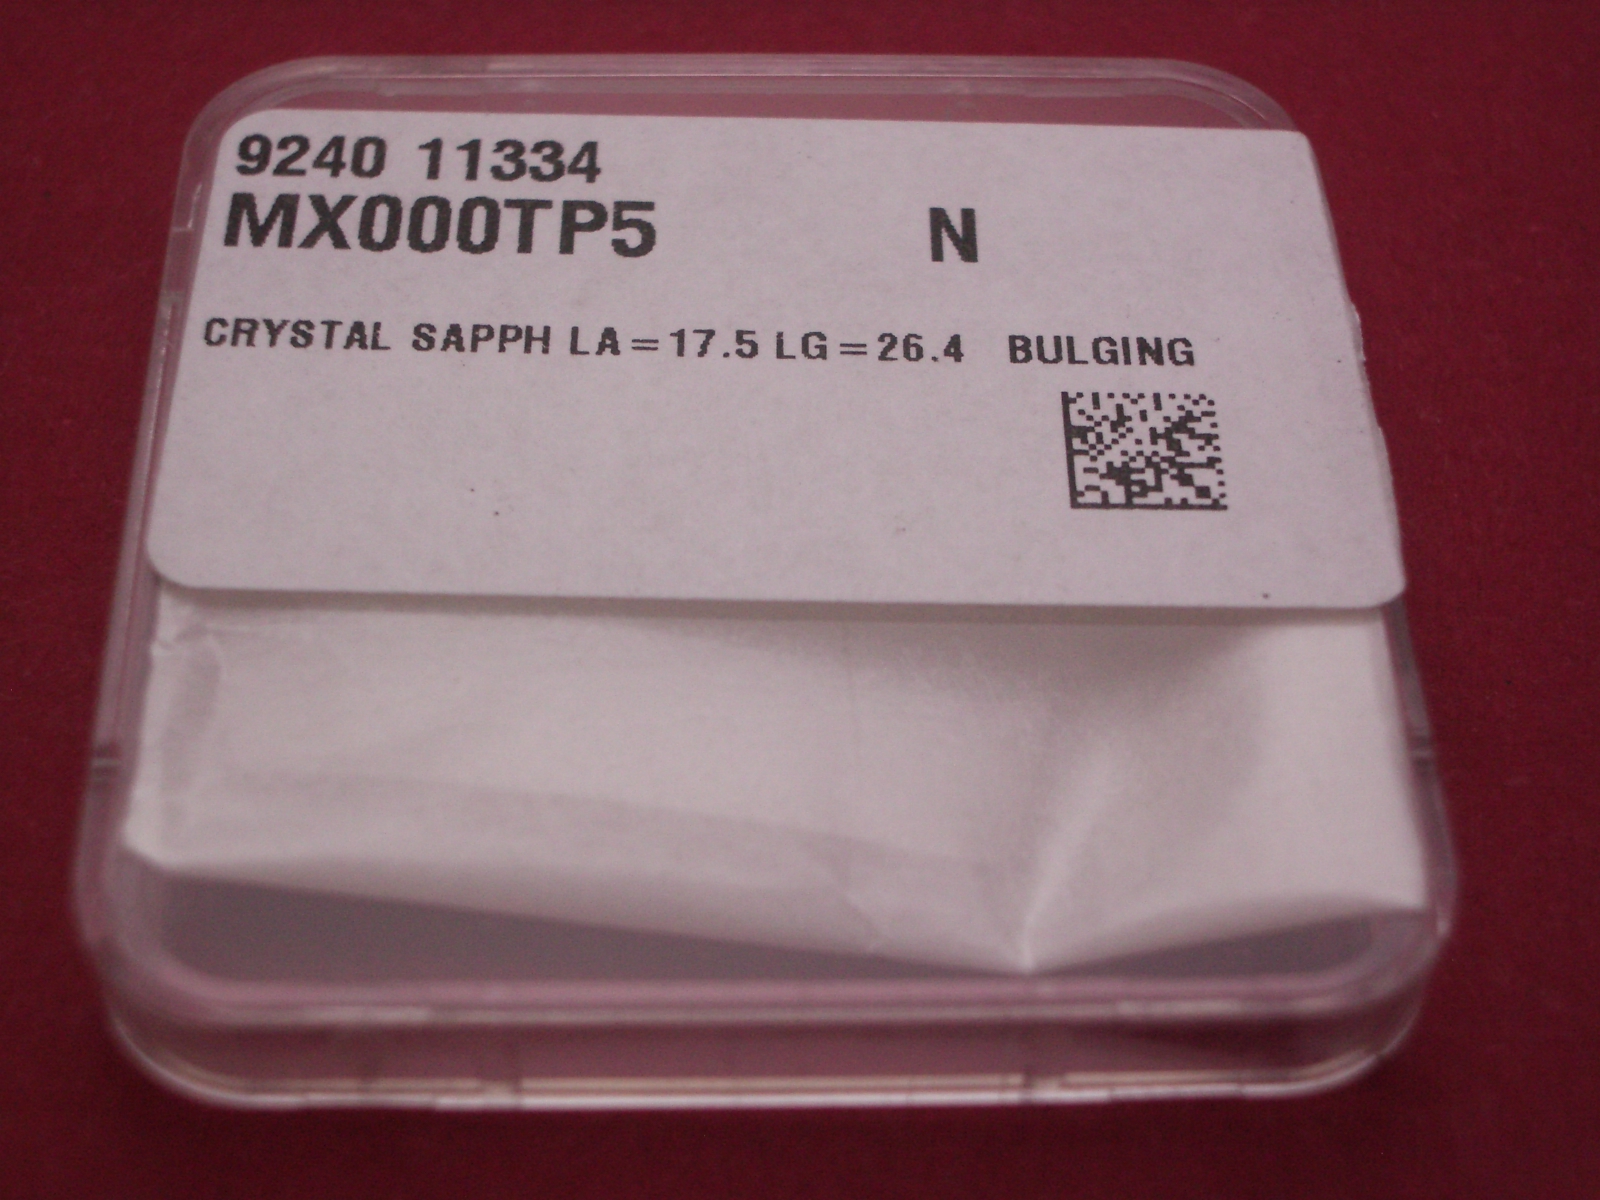 9240 11334
MX000TP5 N
CRYSTAL SAPPH LA=17.5 LG=26.4 BULGING